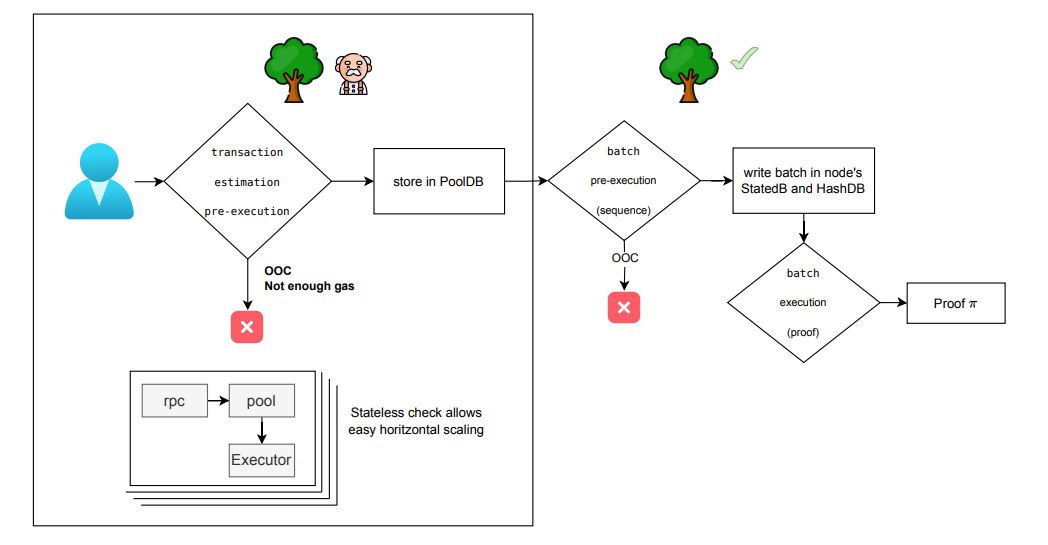 transaction
estimation
pre-execution
store in PoolDB
OOC
Not enough gas
rpc
pool
Executor
Stateless check allows
easy horitzontal scaling
batch
pre-execution
(sequence)
OOC
write batch in node's
StatedB and HashDB
batch
execution
(proof)
Proof π